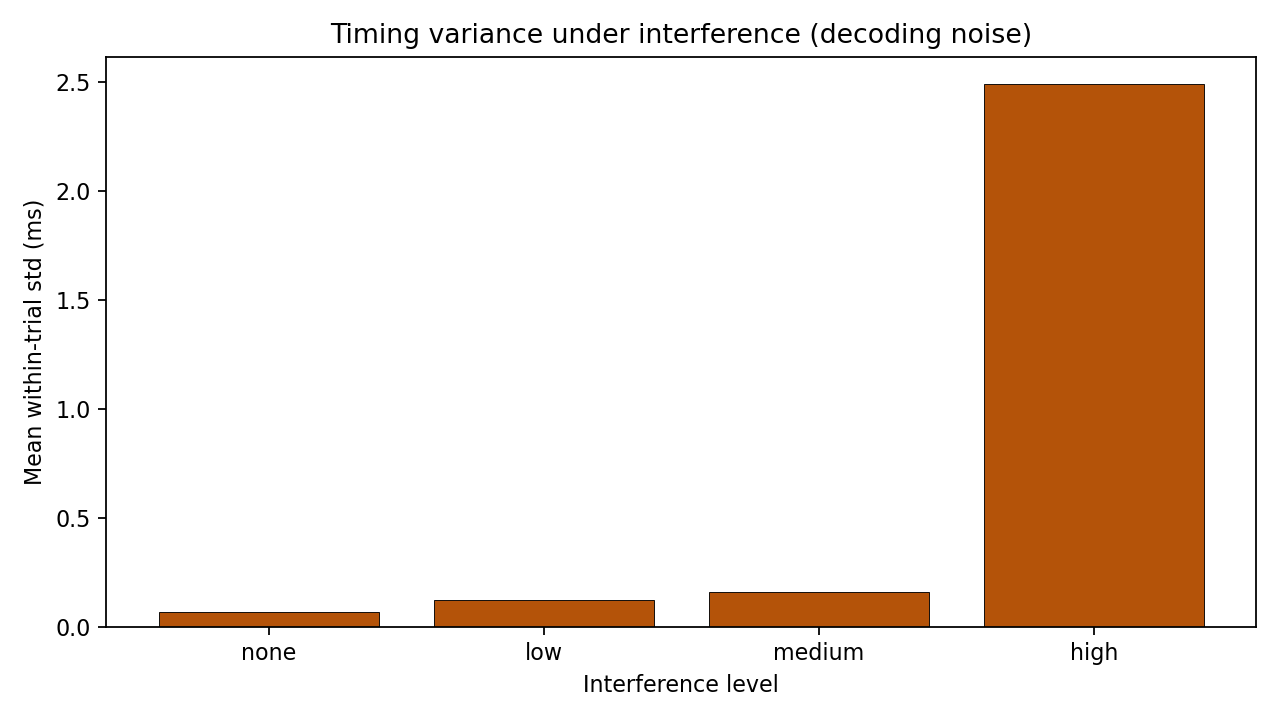 Timing variance under interference (decoding noise)
Mean within-trial std (ms)
2.5
2.0
1.5
1.0
0.5
0.0
none low medium high
Interference level